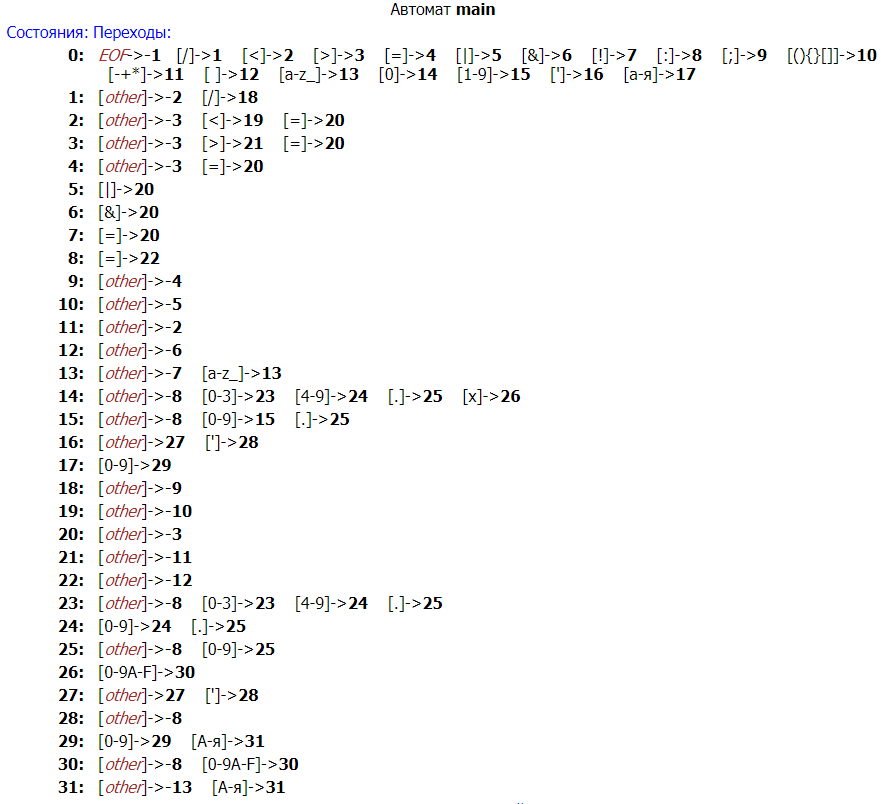 Автомат main
Состояния: Переходы:
0: EOF->-1 [/]->1 [<]->2 [>]->3 [=]->4 [|]->5 [&]->6 [!]->7 [:]->8 [;]->9 [(){}[]]->10
[-+*]->11 [ ]->12 [a-z_]->13 [0]->14 [1-9]->15 [']->16 [а-я]->17
1: [other]->-2 [/]->18
2: [other]->-3 [<]->19 [=]->20
3: [other]->-3 [>]->21 [=]->20
4: [other]->-3 [=]->20
5: [|]->20
6: [&]->20
7: [=]->20
8: [=]->22
9: [other]->-4
10: [other]->-5
11: [other]->-2
12: [other]->-6
13: [other]->-7 [a-z_]->13
14: [other]->-8 [0-3]->23 [4-9]->24 [.]->25 [x]->26
15: [other]->-8 [0-9]->15 [.]->25
16: [other]->27 [']->28
17: [0-9]->29
18: [other]->-9
19: [other]->-10
20: [other]->-3
21: [other]->-11
22: [other]->-12
23: [other]->-8 [0-3]->23 [4-9]->24 [.]->25
24: [0-9]->24 [.]->25
25: [other]->-8 [0-9]->25
26: [0-9A-F]->30
27: [other]->27 [']->28
28: [other]->-8
29: [0-9]->29 [А-я]->31
30: [other]->-8 [0-9A-F]->30
31: [other]->-13 [А-я]->31